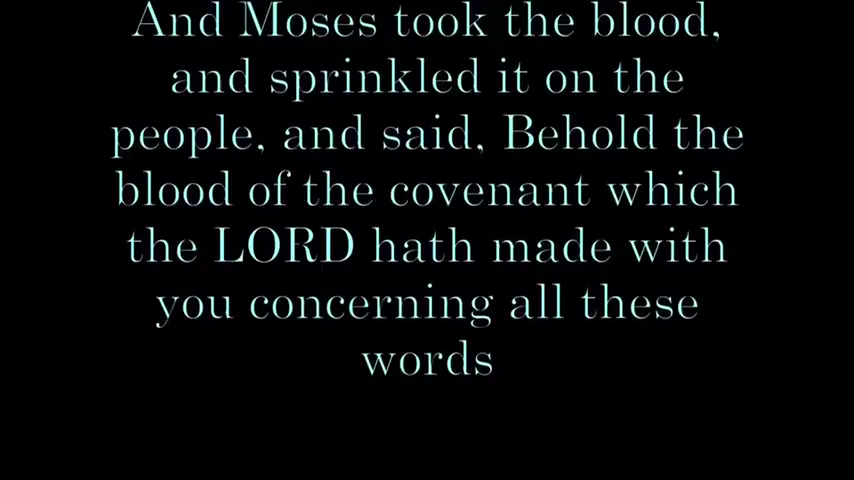 And Moses took the blood,
and sprinkled it on the
people, and said, Behold the
blood of the covenant which
the LORD hath made with
you concerning all these
words